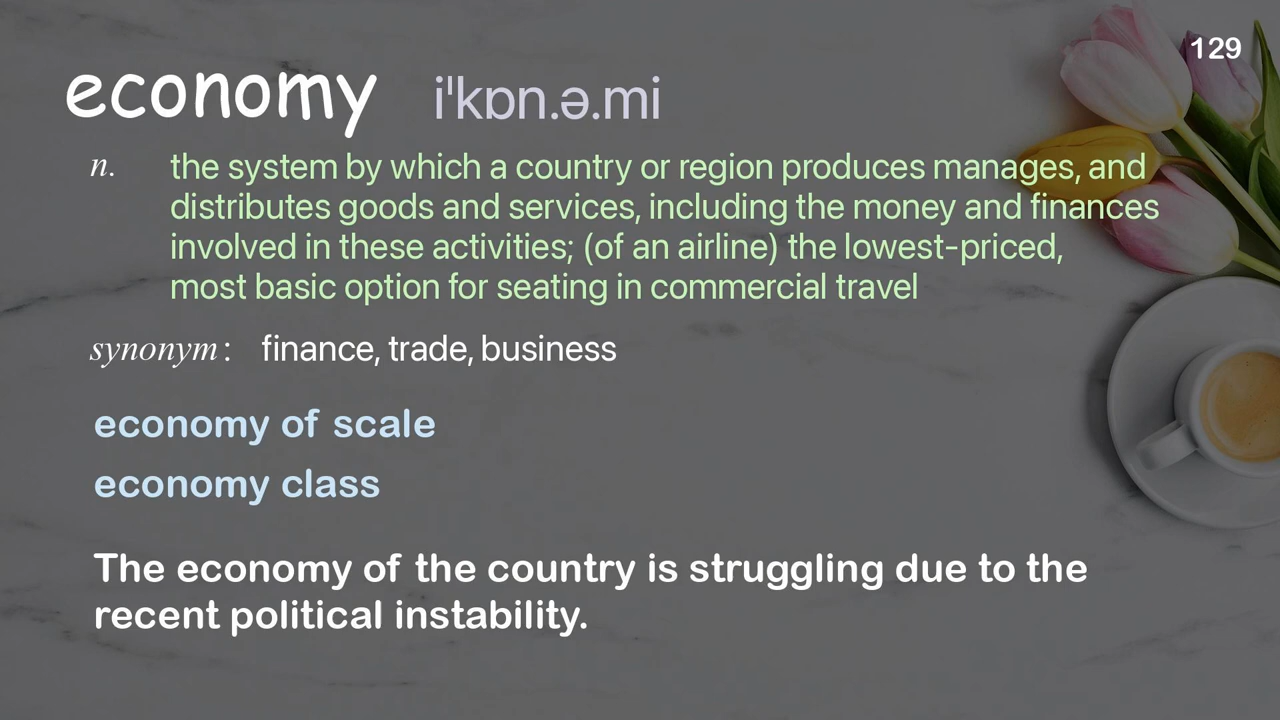 129
economy iˈkɒn.ə.mi
n. the system by which a country or region produces manages, and
distributes goods and services, including the money and finances
involved in these activities; (of an airline) the lowest-priced,
most basic option for seating in commercial travel
synonym: finance, trade, business
economy of scale
economy class
The economy of the country is struggling due to the
recent political instability.